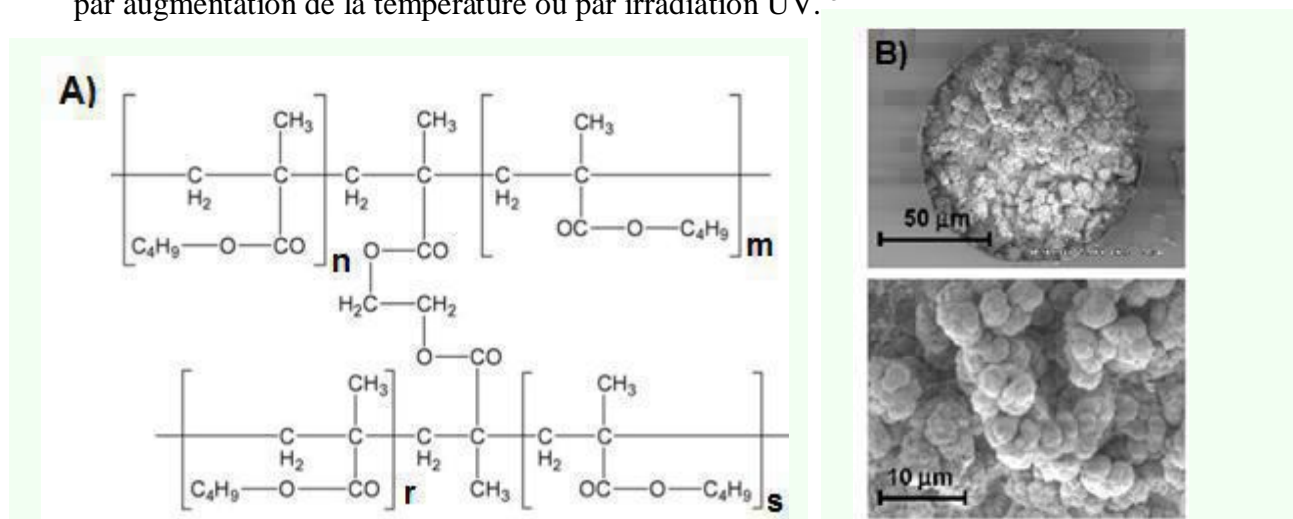 par augmentation de la température ou par irradiation UV.
A)
CH₃ CH₃ CH₃
C C C C C C
H₂ H₂ H₂
OC—O—C₄H₉
C₄H₉—O—CO n O—CO m
H₂C—CH₂
O—CO
CH₃ CH₃
C C C C C C
H₂ H₂ H₂
C₄H₉—O—CO r CH₃ OC—O—C₄H₉ s
B)
50 µm
10 µm